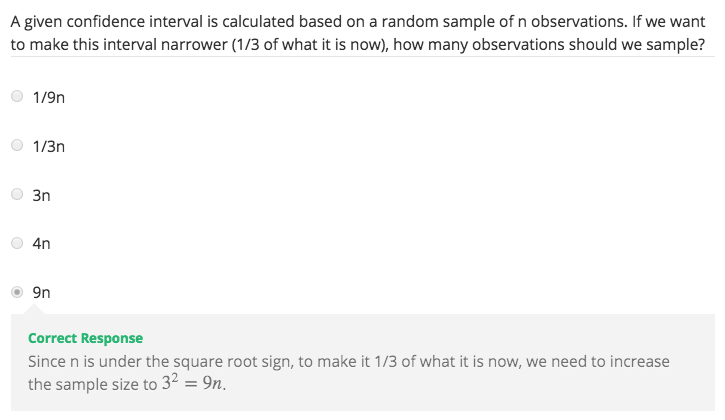 A given confidence interval is calculated based on a random sample of n observations. If we want
to make this interval narrower (1/3 of what it is now), how many observations should we sample?
1/9n
1/3n
3n
4n
9n
Correct Response
Since n is under the square root sign, to make it 1/3 of what it is now, we need to increase
the sample size to 3² = 9n.